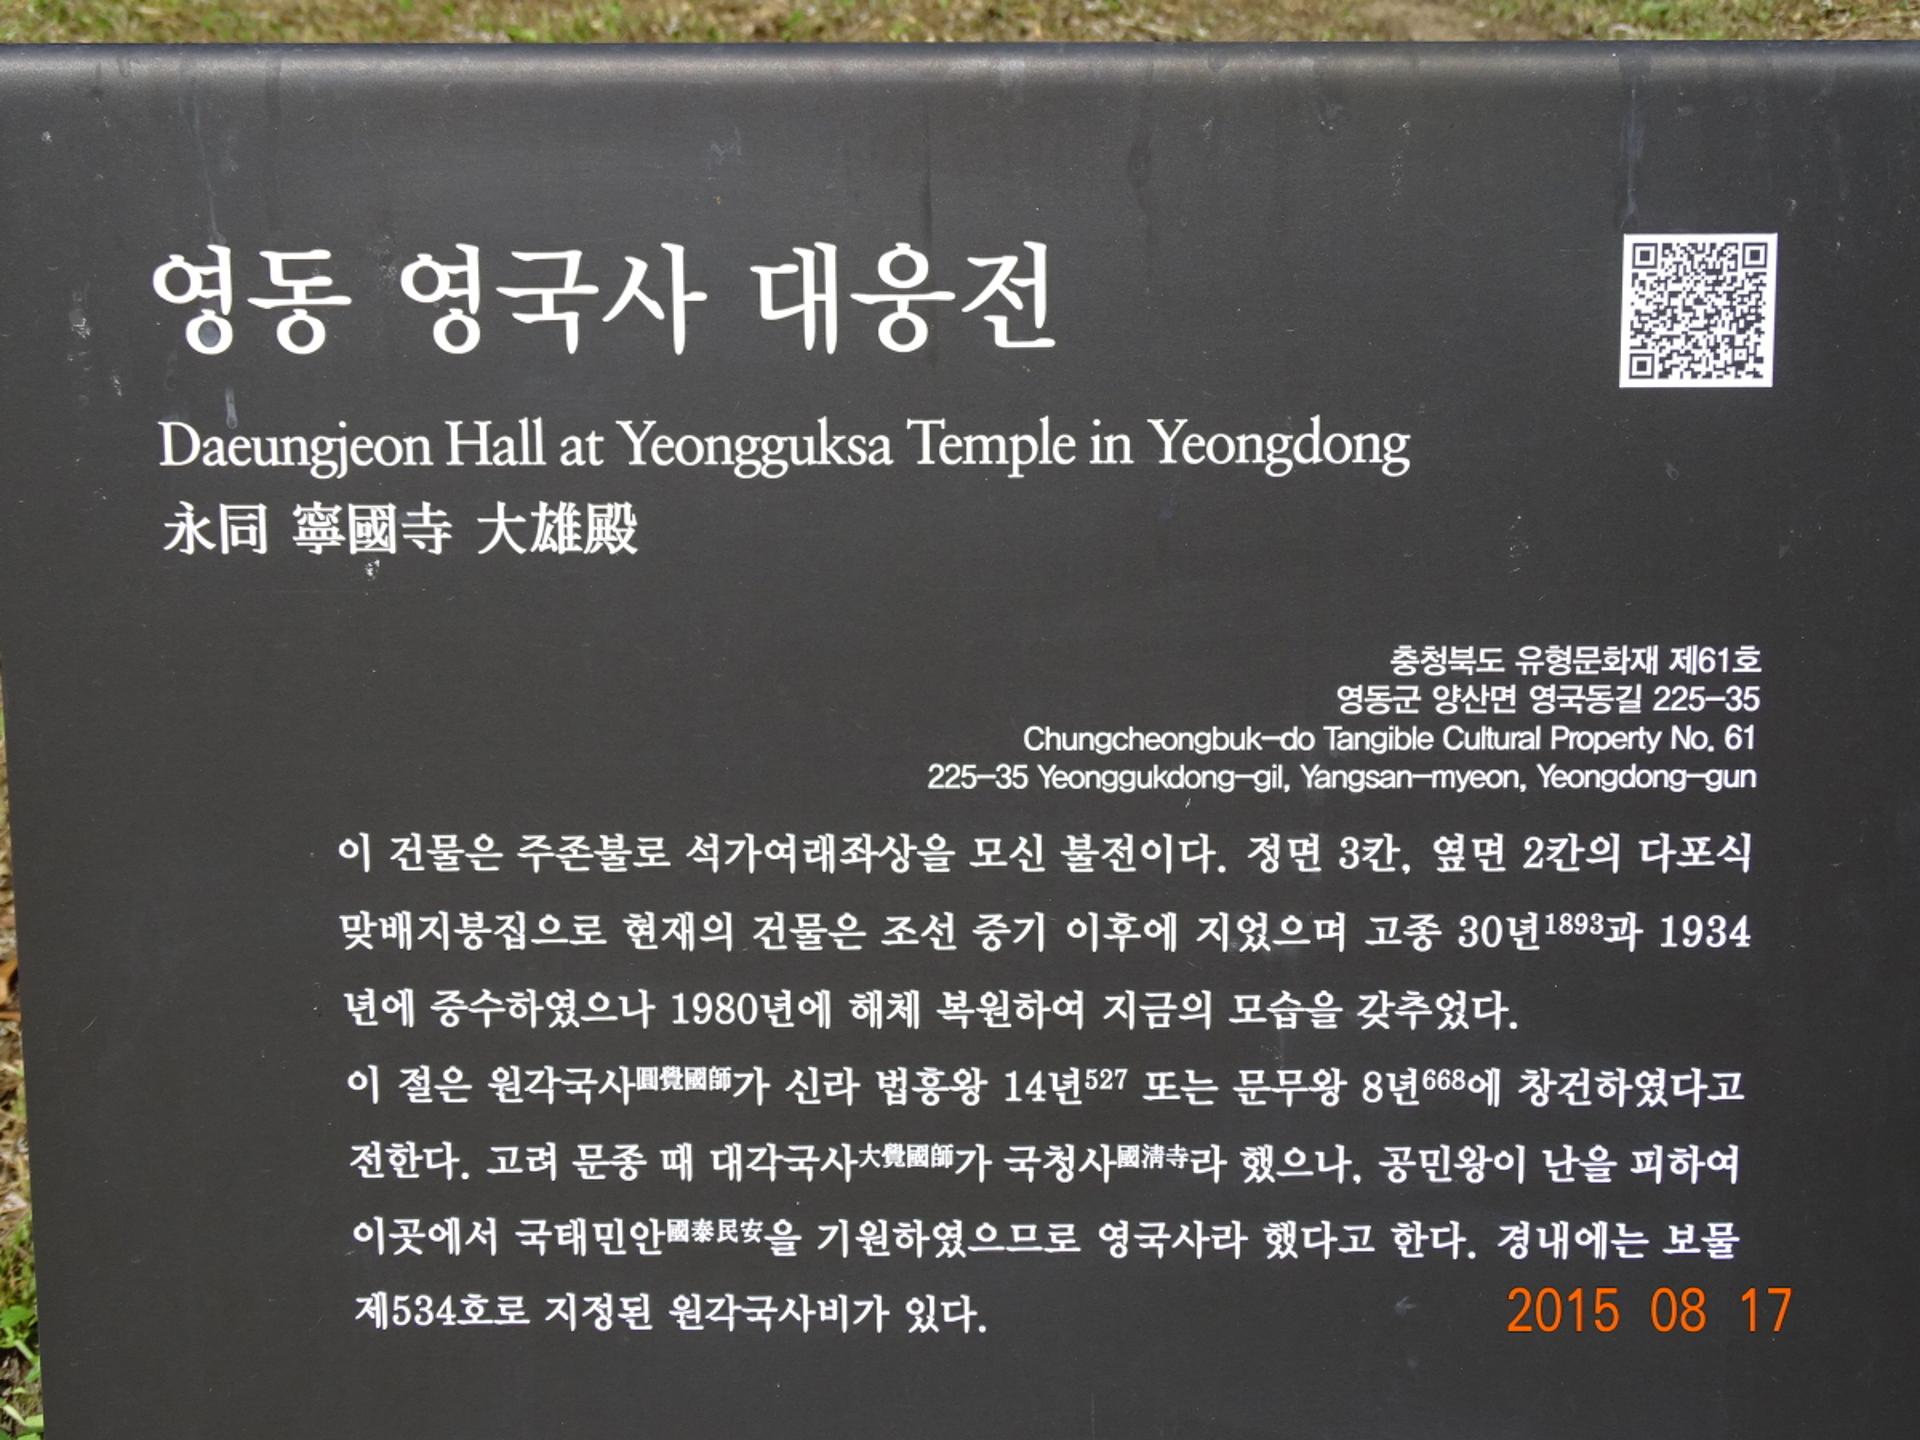 영동 영국사 대웅전
Daeungjeon Hall at Yeongguksa Temple in Yeongdong
永同 寧國寺 大雄殿
충청북도 유형문화재 제61호
영동군 양산면 영국동길 225-35
Chungcheongbuk-do Tangible Cultural Property No. 61
225-35 Yeonggukdong-gil, Yangsan-myeon, Yeongdong-gun
이 건물은 주존불로 석가여래좌상을 모신 불전이다. 정면 3칸, 옆면 2칸의 다포식
맞배지붕집으로 현재의 건물은 조선 중기 이후에 지었으며 고종 30년1893과 1934
년에 중수하였으나 1980년에 해체 복원하여 지금의 모습을 갖추었다.
이 절은 원각국사圓覺國師가 신라 법흥왕 14년527 또는 문무왕 8년668에 창건하였다고
전한다. 고려 문종 때 대각국사大覺國師가 국청사國淸寺라 했으나, 공민왕이 난을 피하여
이곳에서 국태민안國泰民安을 기원하였으므로 영국사라 했다고 한다. 경내에는 보물
제534호로 지정된 원각국사비가 있다.
2015 08 17